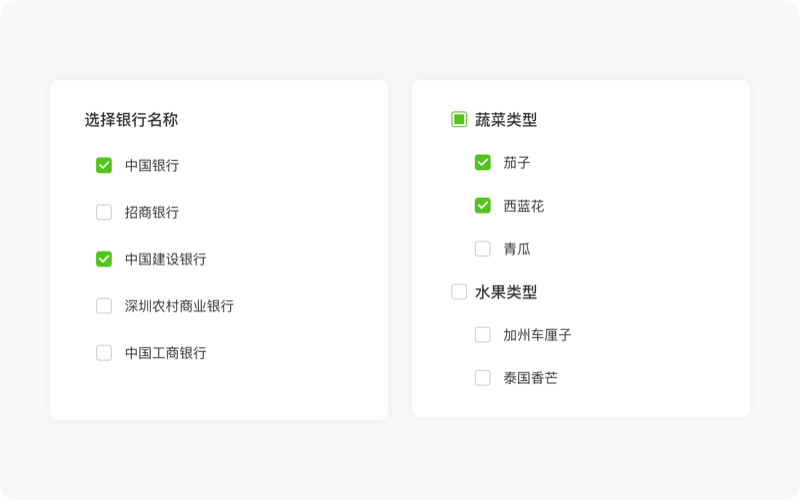 选择银行名称
中国银行
招商银行
中国建设银行
深圳农村商业银行
中国工商银行
蔬菜类型
茄子
西蓝花
青瓜
水果类型
加州车厘子
泰国香芒